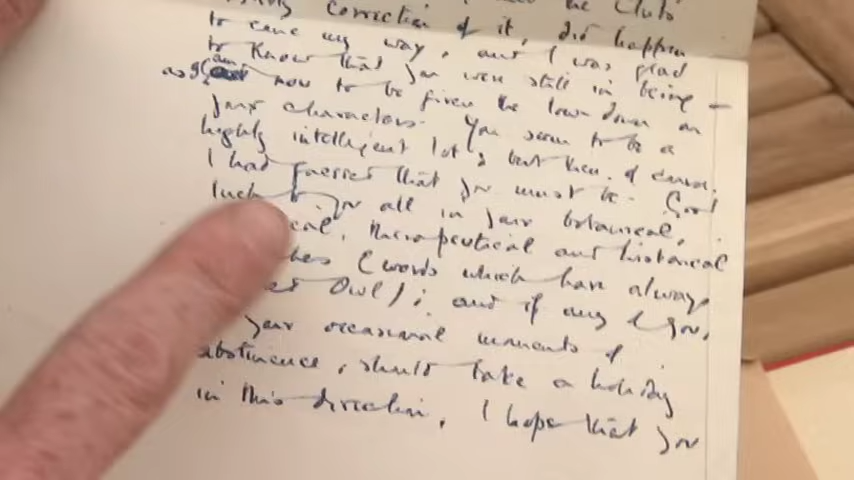 correction of it, did happen
to come my way, and I was glad
to know that you were still in being –
as I am now to be given the low down on
your characters. You seem to be a
highly intelligent lot; but then, of course,
I had guessed that you must be. Good
luck to you all in your botanical,
cal, therapeutical and historical
(words which have always
Owl); and if any of you,
your occasional moments of
abstinence, should take a holiday
in this direction, I hope that you